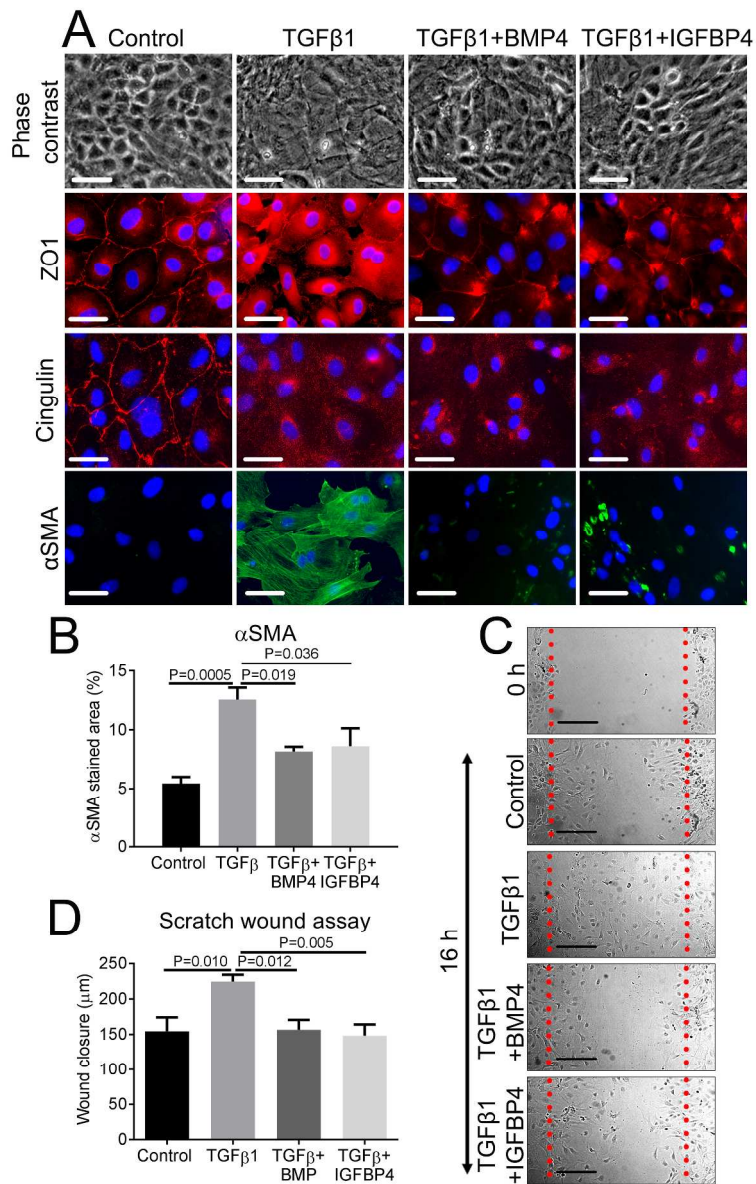 A
Control
TGFβ1
TGFβ1+BMP4
TGFβ1+IGFBP4
Phase
contrast
ZO1
Cingulin
αSMA
B
αSMA
P=0.036
P=0.0005
P=0.019
αSMA stained area (%)
15
10
5
0
Control
TGFβ
TGFβ+
BMP4
TGFβ+
IGFBP4
C
0 h
16 h
Control
TGFβ1
TGFβ1
+BMP4
TGFβ1
+IGFBP4
D
Scratch wound assay
P=0.005
P=0.010
P=0.012
Wound closure (μm)
250
200
150
100
50
0
Control
TGFβ1
TGFβ+
BMP
TGFβ+
IGFBP4